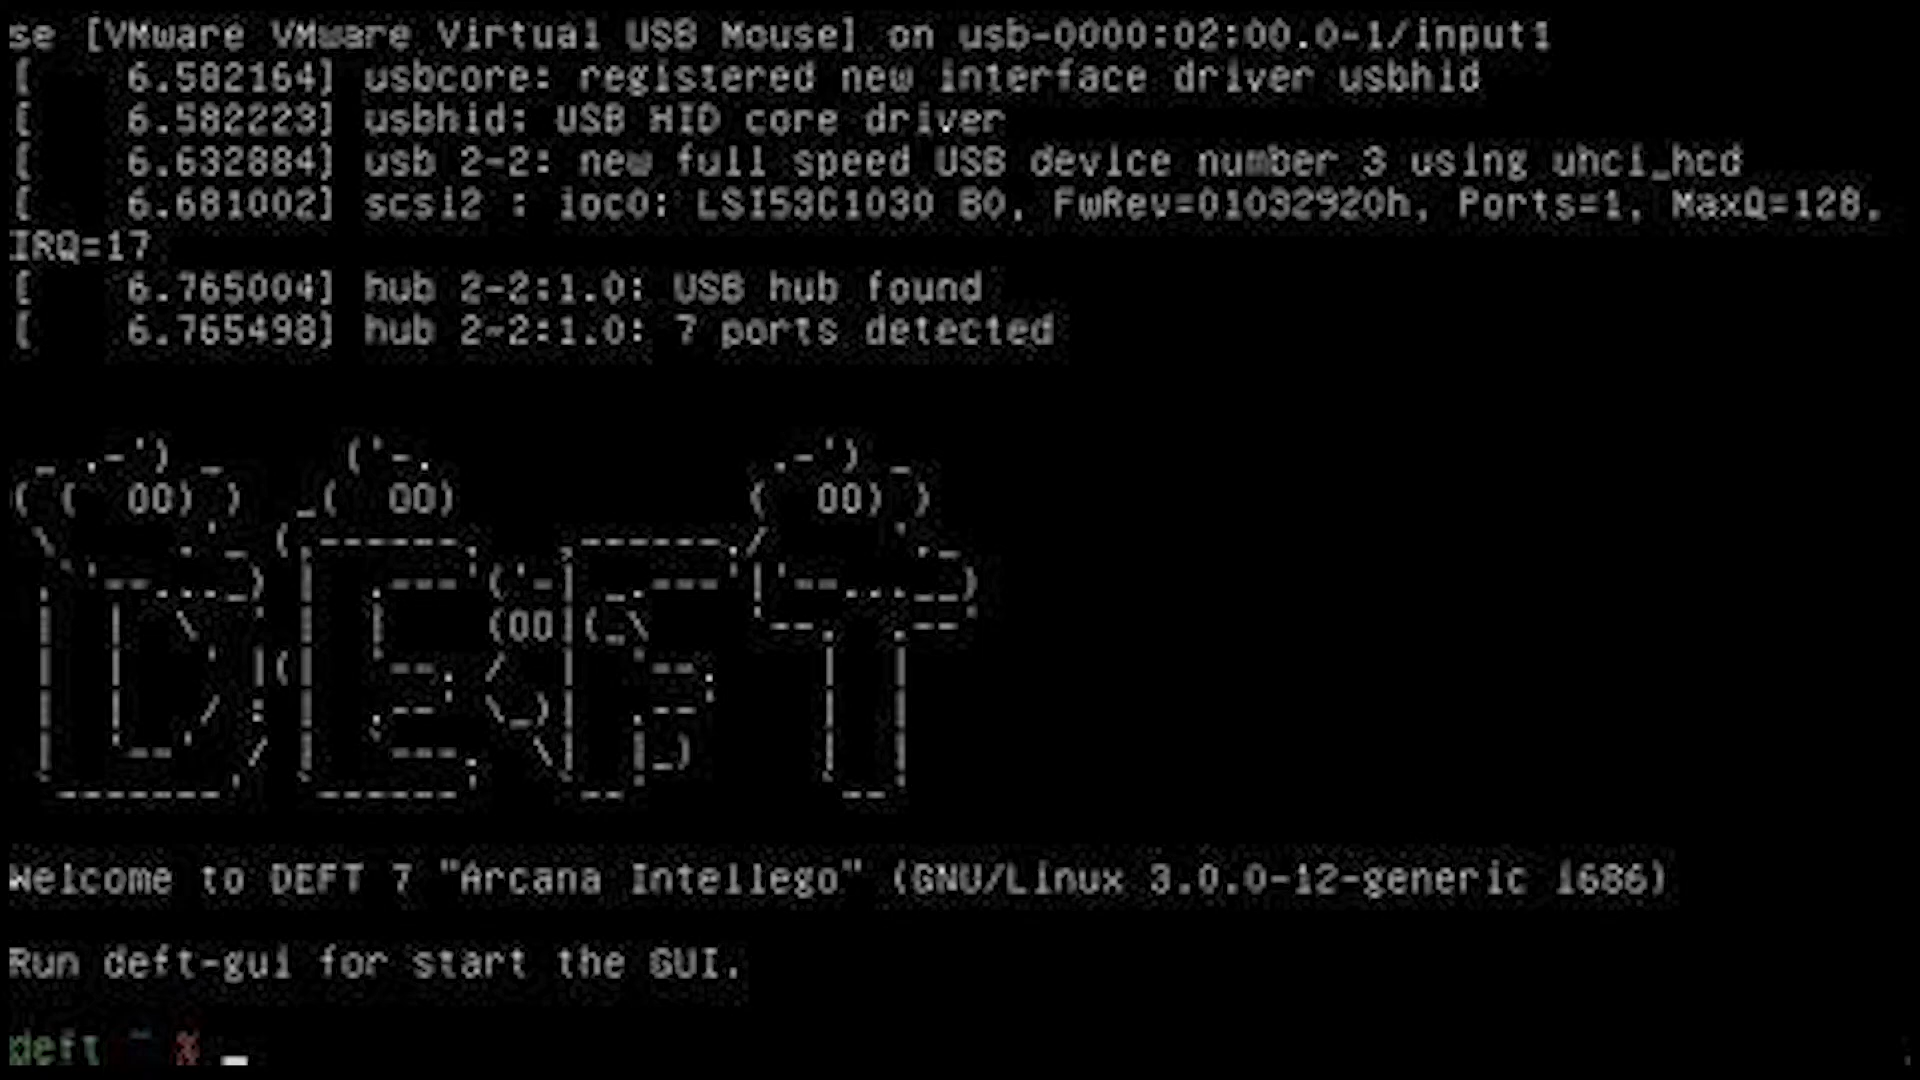 se [VMware VMware Virtual USB Mouse] on usb-0000:02:00.0-1/input1
[    6.582164] usbcore: registered new interface driver usbhid
[    6.582223] usbhid: USB HID core driver
[    6.632884] usb 2-2: new full speed USB device number 3 using uhci_hcd
[    6.681002] scsi2 : ioc0: LSI53C1030 B0, FwRev=01032920h, Ports=1, MaxQ=128,
IRQ=17
[    6.765004] hub 2-2:1.0: USB hub found
[    6.765498] hub 2-2:1.0: 7 ports detected
DEFT
Welcome to DEFT 7 "Arcana Intellego" (GNU/Linux 3.0.0-12-generic i686)
Run deft-gui for start the GUI.
deft ~ % _